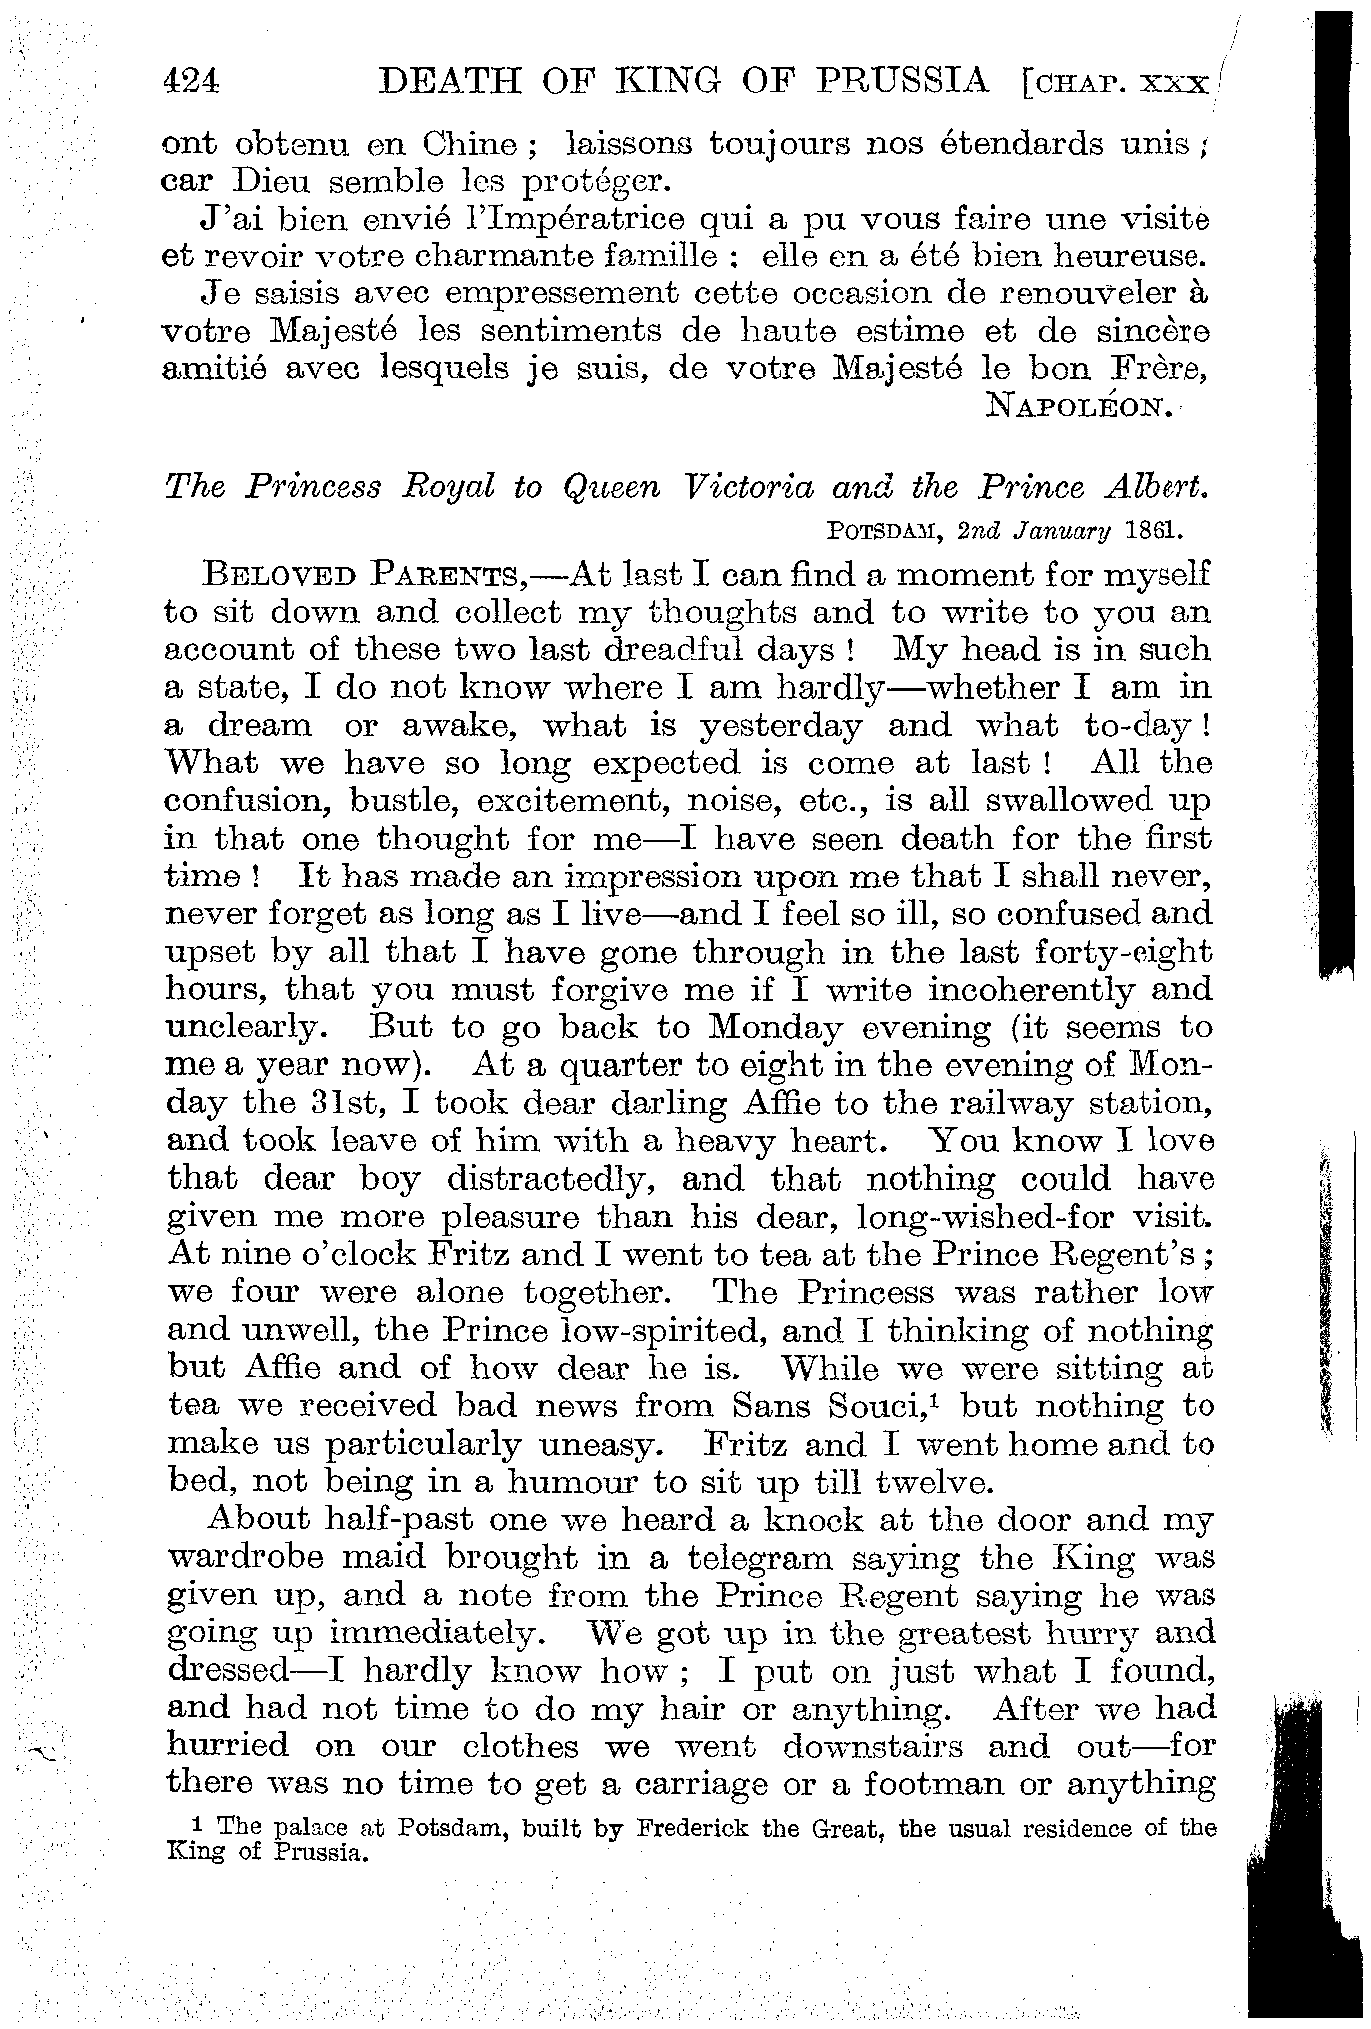 424 DEATH OF KING OF PRUSSIA [CHAP. XXX
ont obtenu en Chine ; laissons toujours nos étendards unis ;
car Dieu semble les protéger.
J'ai bien envié l'Impératrice qui a pu vous faire une visite
et revoir votre charmante famille : elle en a été bien heureuse.
Je saisis avec empressement cette occasion de renouveler à
votre Majesté les sentiments de haute estime et de sincère
amitié avec lesquels je suis, de votre Majesté le bon Frère,
NAPOLÉON.
The Princess Royal to Queen Victoria and the Prince Albert.
POTSDAM, 2nd January 1861.
BELOVED PARENTS,—At last I can find a moment for myself
to sit down and collect my thoughts and to write to you an
account of these two last dreadful days ! My head is in such
a state, I do not know where I am hardly—whether I am in
a dream or awake, what is yesterday and what to-day !
What we have so long expected is come at last ! All the
confusion, bustle, excitement, noise, etc., is all swallowed up
in that one thought for me—I have seen death for the first
time ! It has made an impression upon me that I shall never,
never forget as long as I live—and I feel so ill, so confused and
upset by all that I have gone through in the last forty-eight
hours, that you must forgive me if I write incoherently and
unclearly. But to go back to Monday evening (it seems to
me a year now). At a quarter to eight in the evening of Mon-
day the 31st, I took dear darling Affie to the railway station,
and took leave of him with a heavy heart. You know I love
that dear boy distractedly, and that nothing could have
given me more pleasure than his dear, long-wished-for visit.
At nine o'clock Fritz and I went to tea at the Prince Regent's ;
we four were alone together. The Princess was rather low
and unwell, the Prince low-spirited, and I thinking of nothing
but Affie and of how dear he is. While we were sitting at
tea we received bad news from Sans Souci,¹ but nothing to
make us particularly uneasy. Fritz and I went home and to
bed, not being in a humour to sit up till twelve.
About half-past one we heard a knock at the door and my
wardrobe maid brought in a telegram saying the King was
given up, and a note from the Prince Regent saying he was
going up immediately. We got up in the greatest hurry and
dressed—I hardly know how ; I put on just what I found,
and had not time to do my hair or anything. After we had
hurried on our clothes we went downstairs and out—for
there was no time to get a carriage or a footman or anything
1 The palace at Potsdam, built by Frederick the Great, the usual residence of the
King of Prussia.